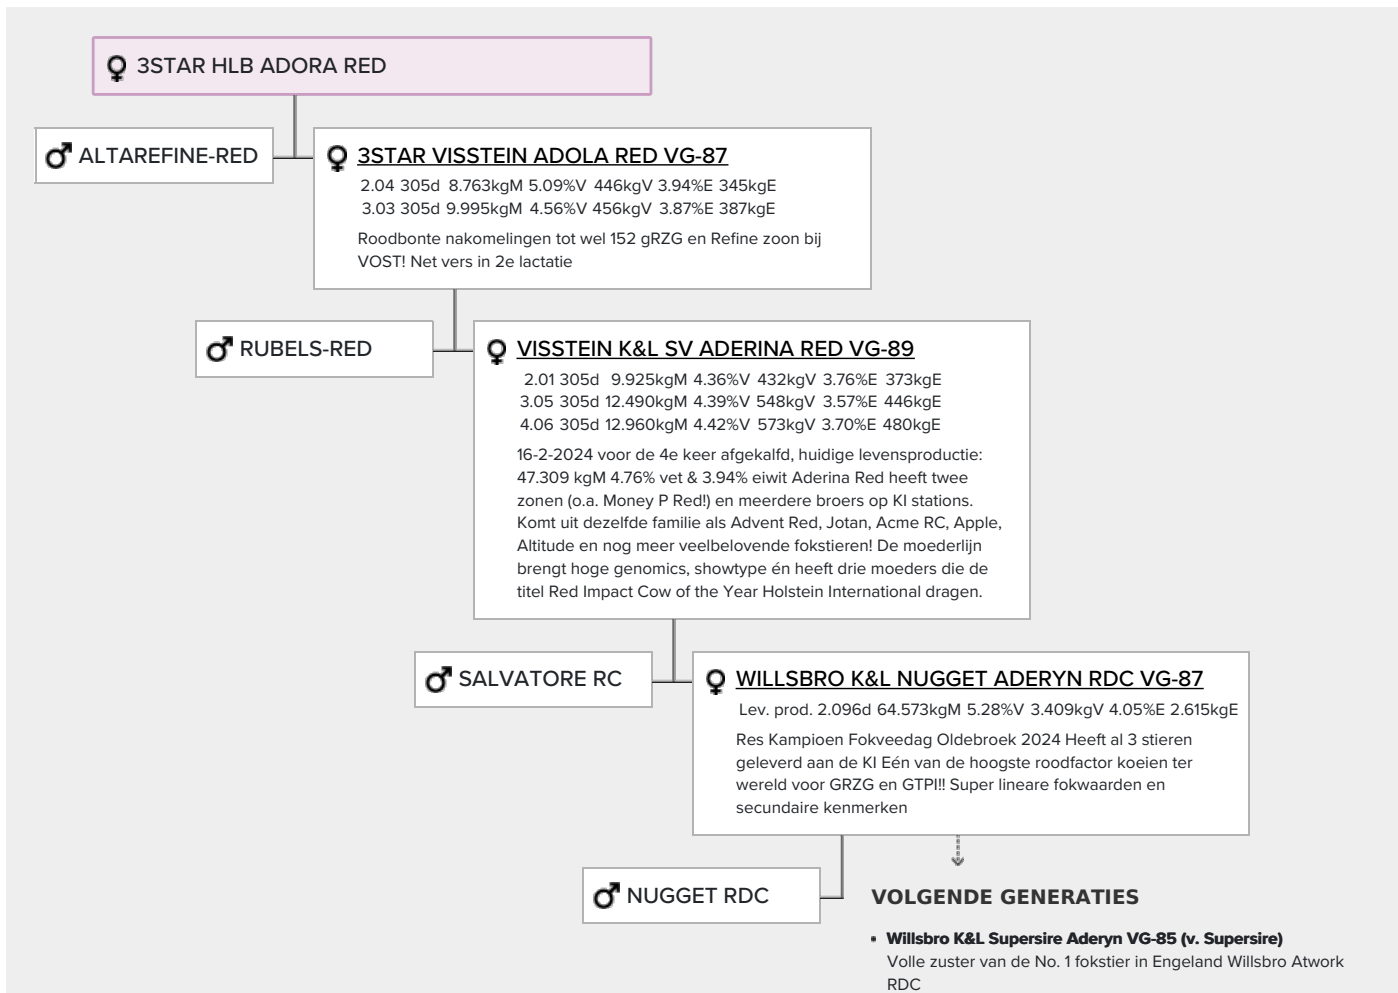 3STAR HLB ADORA RED
ALTAREFINE-RED
3STAR VISSTEIN ADOLA RED VG-87
2.04 305d 8.763kgM 5.09%V 446kgV 3.94%E 345kgE
3.03 305d 9.995kgM 4.56%V 456kgV 3.87%E 387kgE
Roodbonte nakomelingen tot wel 152 gRZG en Refine zoon bij
VOST! Net vers in 2e lactatie
RUBELS-RED
VISSTEIN K&L SV ADERINA RED VG-89
2.01 305d 9.925kgM 4.36%V 432kgV 3.76%E 373kgE
3.05 305d 12.490kgM 4.39%V 548kgV 3.57%E 446kgE
4.06 305d 12.960kgM 4.42%V 573kgV 3.70%E 480kgE
16-2-2024 voor de 4e keer afgekalfd, huidige levensproductie:
47.309 kgM 4.76% vet & 3.94% eiwit Aderina Red heeft twee
zonen (o.a. Money P Red!) en meerdere broers op KI stations.
Komt uit dezelfde familie als Advent Red, Jotan, Acme RC, Apple,
Altitude en nog meer veelbelovende fokstieren! De moederlijn
brengt hoge genomics, showtype én heeft drie moeders die de
titel Red Impact Cow of the Year Holstein International dragen.
SALVATORE RC
WILLSBRO K&L NUGGET ADERYN RDC VG-87
Lev. prod. 2.096d 64.573kgM 5.28%V 3.409kgV 4.05%E 2.615kgE
Res Kampioen Fokveedag Oldebroek 2024 Heeft al 3 stieren
geleverd aan de KI Eén van de hoogste roodfactor koeien ter
wereld voor GRZG en GTPI!! Super lineare fokwaarden en
secundaire kenmerken
NUGGET RDC
VOLGENDE GENERATIES
• Willsbro K&L Supersire Aderyn VG-85 (v. Supersire)
Volle zuster van de No. 1 fokstier in Engeland Willsbro Atwork
RDC